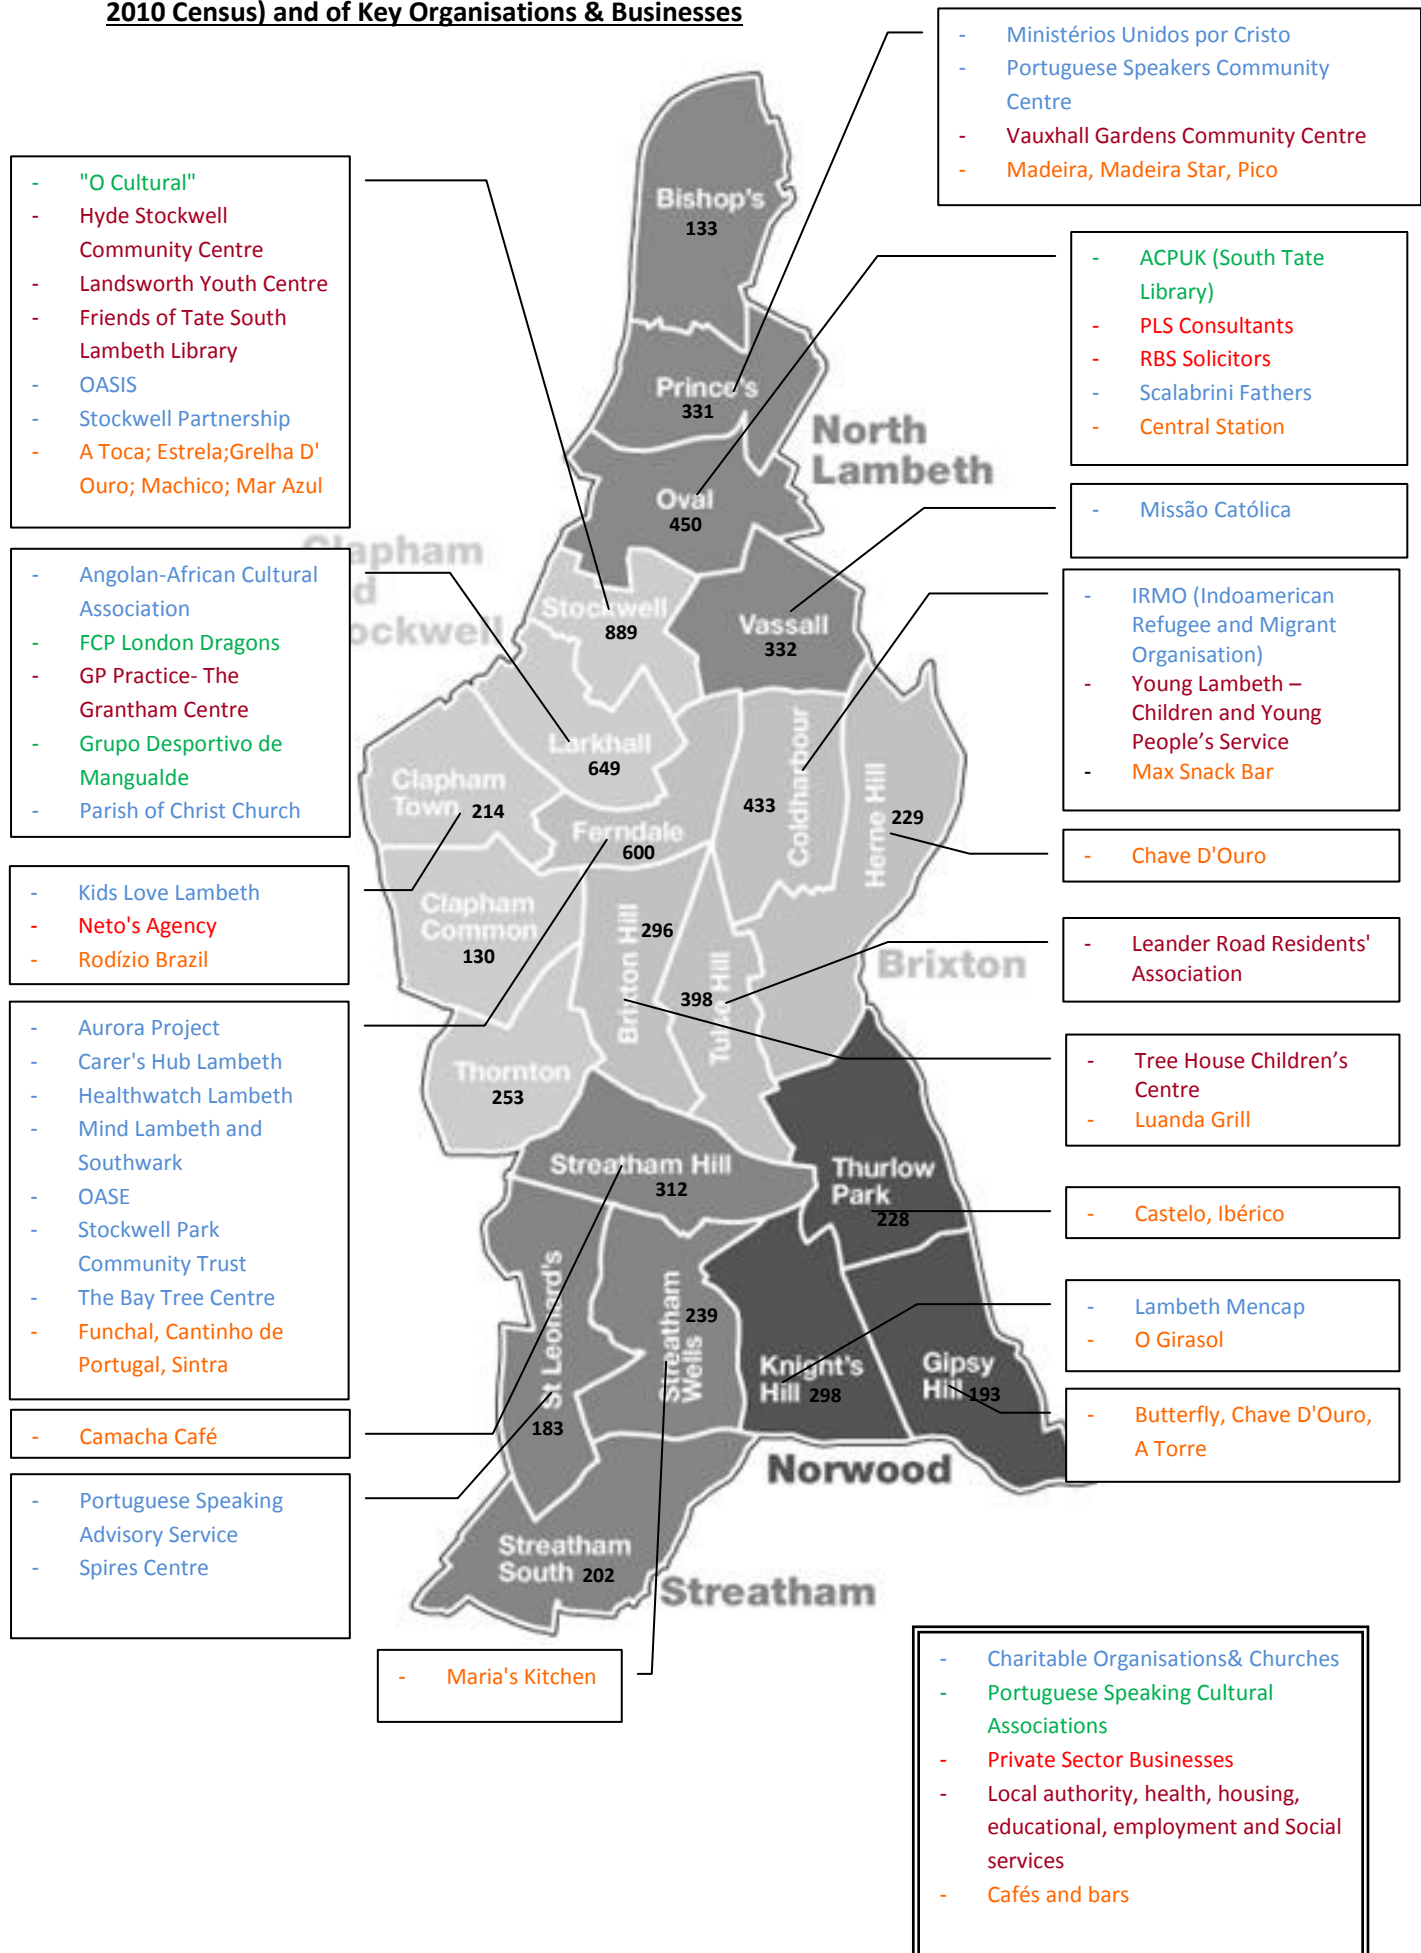 2010 Census) and of Key Organisations & Businesses
- Ministérios Unidos por Cristo
- Portuguese Speakers Community
Centre
- Vauxhall Gardens Community Centre
- Madeira, Madeira Star, Pico
- "O Cultural"
- Hyde Stockwell
Community Centre
- Landsworth Youth Centre
- Friends of Tate South
Lambeth Library
- OASIS
- Stockwell Partnership
- A Toca; Estrela;Grelha D'
Ouro; Machico; Mar Azul
- ACPUK (South Tate
Library)
- PLS Consultants
- RBS Solicitors
- Scalabrini Fathers
- Central Station
- Missão Católica
- Angolan-African Cultural
Association
- FCP London Dragons
- GP Practice- The
Grantham Centre
- Grupo Desportivo de
Mangualde
- Parish of Christ Church
- IRMO (Indoamerican
Refugee and Migrant
Organisation)
- Young Lambeth –
Children and Young
People's Service
- Max Snack Bar
- Chave D'Ouro
- Kids Love Lambeth
- Neto's Agency
- Rodízio Brazil
- Leander Road Residents'
Association
- Aurora Project
- Carer's Hub Lambeth
- Healthwatch Lambeth
- Mind Lambeth and
Southwark
- OASE
- Stockwell Park
Community Trust
- The Bay Tree Centre
- Funchal, Cantinho de
Portugal, Sintra
- Tree House Children's
Centre
- Luanda Grill
- Castelo, Ibérico
- Lambeth Mencap
- O Girasol
- Butterfly, Chave D'Ouro,
A Torre
- Camacha Café
- Portuguese Speaking
Advisory Service
- Spires Centre
- Maria's Kitchen
Bishop's
133
Prince's
331
North
Lambeth
Oval
450
Clapham
ockwell
Stockwell
889
Vassall
332
Larkhall
649
Clapham
Town 214
Ferndale
600
433
Coldharbour
Herne Hill
229
Clapham
Common
130
Brixton Hill
296
398
Tulse Hill
Brixton
Thornton
253
Streatham Hill
312
Thurlow
Park
228
St Leonard's
183
Streatham
Wells
239
Knight's
Hill 298
Gipsy
Hill 193
Norwood
Streatham
South 202
Streatham
- Charitable Organisations& Churches
- Portuguese Speaking Cultural
Associations
- Private Sector Businesses
- Local authority, health, housing,
educational, employment and Social
services
- Cafés and bars